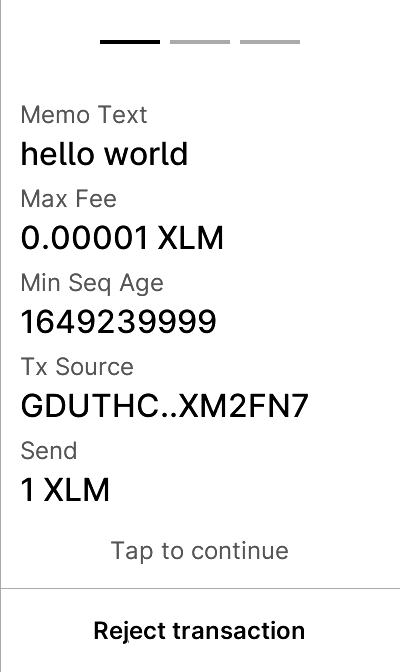 Memo Text
hello world
Max Fee
0.00001 XLM
Min Seq Age
1649239999
Tx Source
GDUTHC..XM2FN7
Send
1 XLM
Tap to continue
Reject transaction